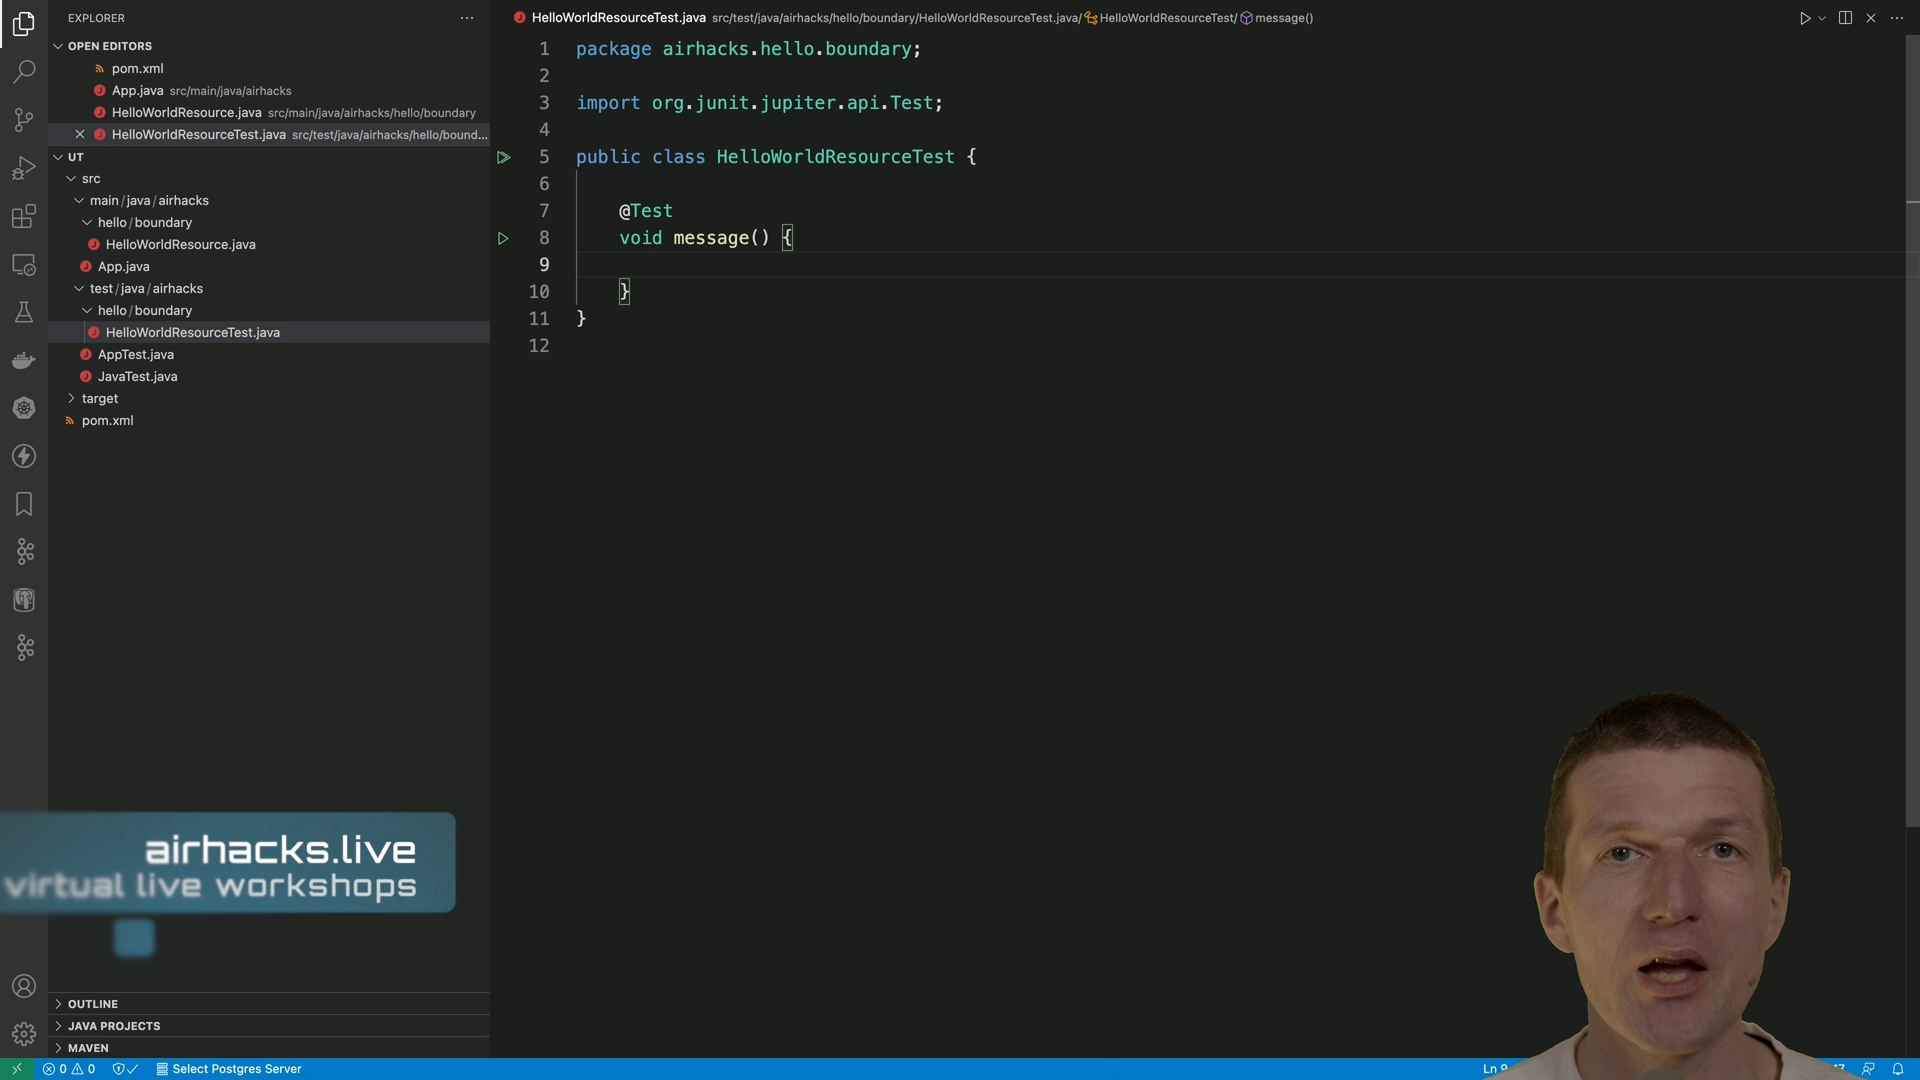 EXPLORER
OPEN EDITORS
pom.xml
App.java src/main/java/airhacks
HelloWorldResource.java src/main/java/airhacks/hello/boundary
HelloWorldResourceTest.java src/test/java/airhacks/hello/bound...
UT
src
main/java/airhacks
hello/boundary
HelloWorldResource.java
App.java
test/java/airhacks
hello/boundary
HelloWorldResourceTest.java
AppTest.java
JavaTest.java
target
pom.xml
OUTLINE
JAVA PROJECTS
MAVEN
HelloWorldResourceTest.java src/test/java/airhacks/hello/boundary/HelloWorldResourceTest.java/ HelloWorldResourceTest/ message()
1 package airhacks.hello.boundary;
2
3 import org.junit.jupiter.api.Test;
4
5 public class HelloWorldResourceTest {
6
7 @Test
8 void message() {
9
10 }
11 }
12
airhacks.live
virtual live workshops
0 0 Select Postgres Server
Ln 9
17